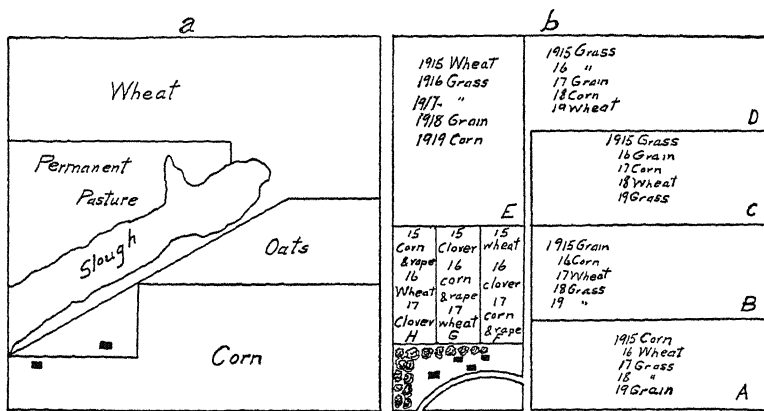 a
Wheat
Permanent
Pasture
Slough
Oats
Corn
b
1915 Wheat
1916 Grass
1917- "
1918 Grain
1919 Corn
E
1915 Grass
16 "
17 Grain
18 Corn
19 Wheat
D
1915 Grass
16 Grain
17 Corn
18 Wheat
19 Grass
C
15
Corn
& rape
16
Wheat
17
Clover
H
15
Clover
16
corn
& rape
17
wheat
G
15
wheat
16
clover
17
corn
& rape
F
1915 Grain
16 Corn
17 Wheat
18 Grass
19 "
B
1915 Corn
16 Wheat
17 Grass
18 "
19 Grain
A